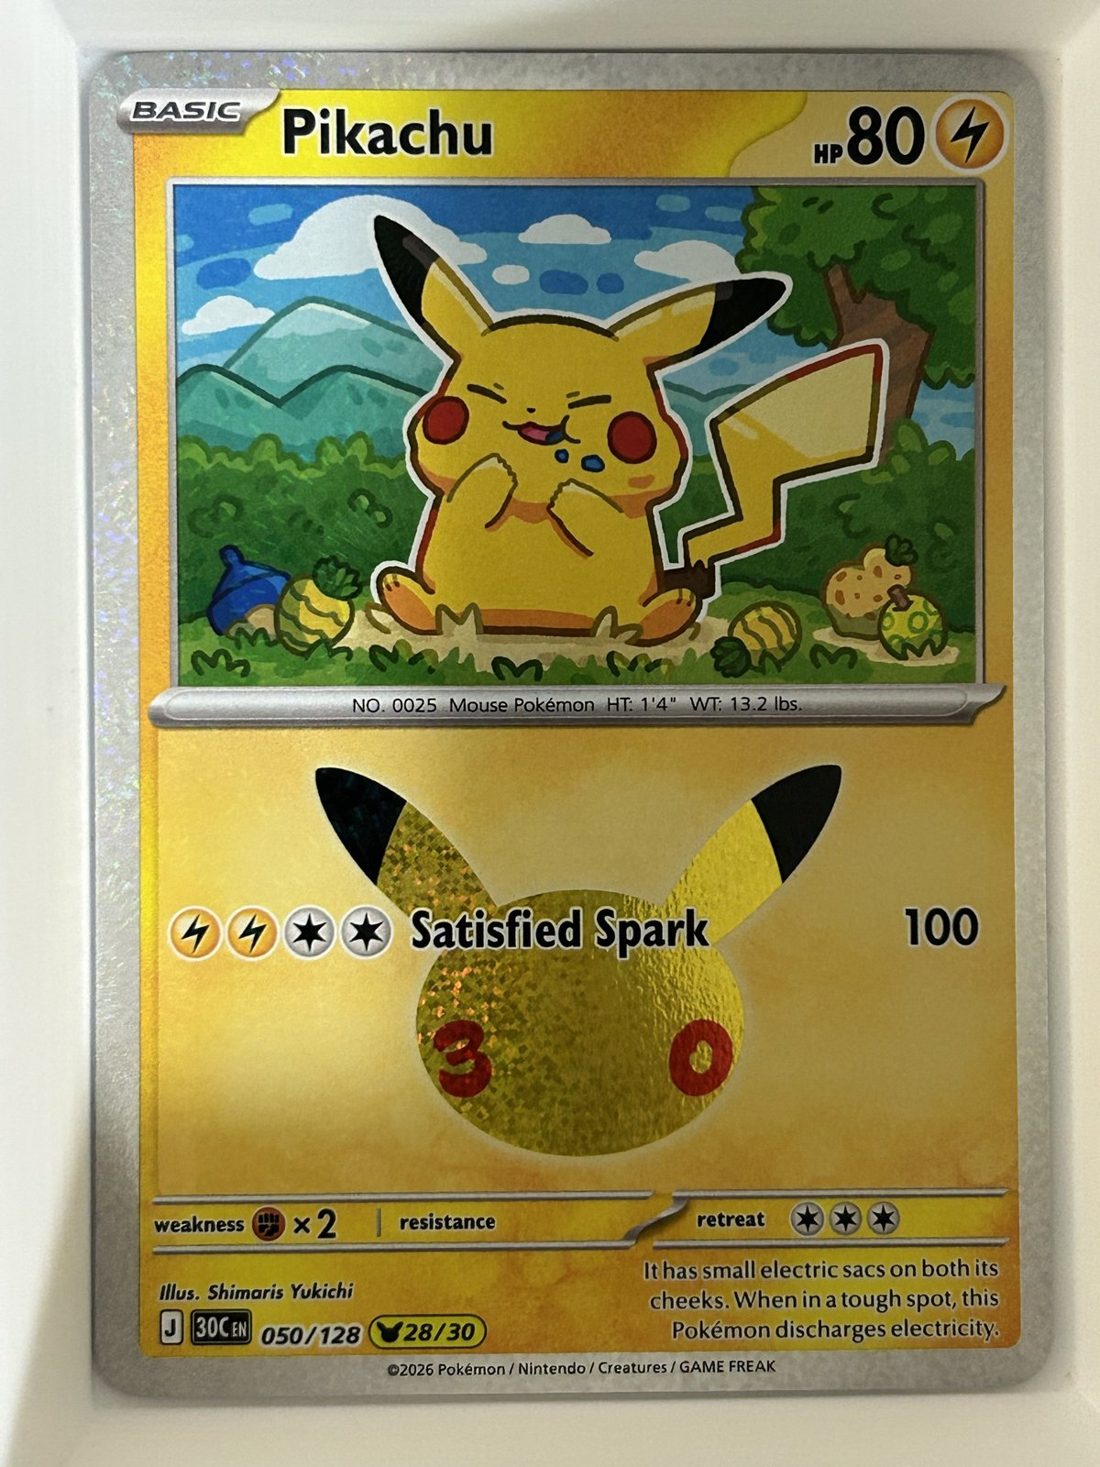 BASIC Pikachu HP 80
NO. 0025 Mouse Pokémon HT: 1'4" WT: 13.2 lbs.
Satisfied Spark 100
3 0
weakness ×2 resistance retreat
Illus. Shimaris Yukichi
J 30C EN 050/128 28/30
It has small electric sacs on both its
cheeks. When in a tough spot, this
Pokémon discharges electricity.
©2026 Pokémon / Nintendo / Creatures / GAME FREAK